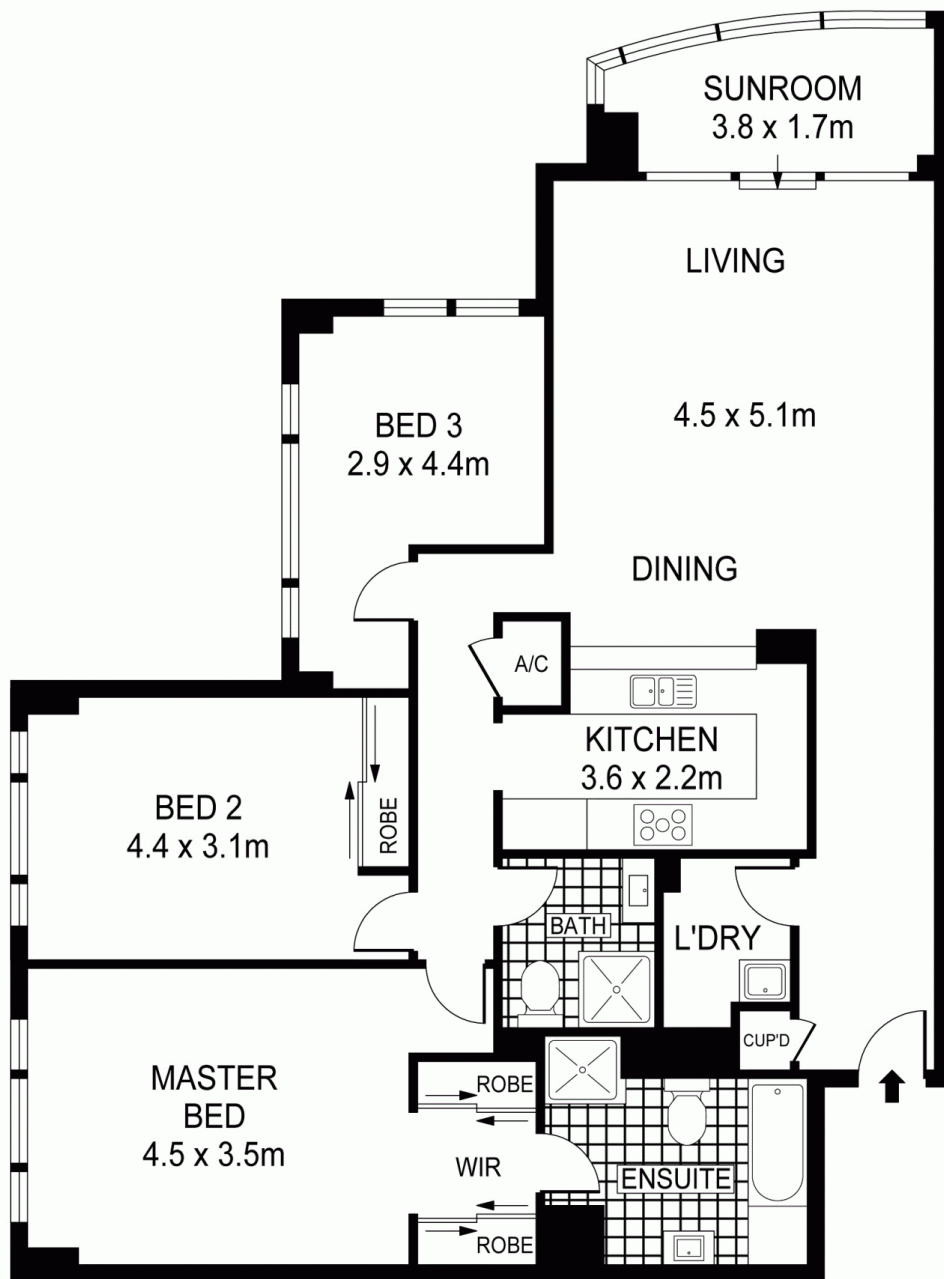 SUNROOM
3.8 x 1.7m
LIVING
4.5 x 5.1m
BED 3
2.9 x 4.4m
DINING
A/C
KITCHEN
3.6 x 2.2m
BED 2
4.4 x 3.1m
ROBE
BATH
L'DRY
CUP'D
MASTER
BED
4.5 x 3.5m
ROBE
WIR
ENSUITE
ROBE